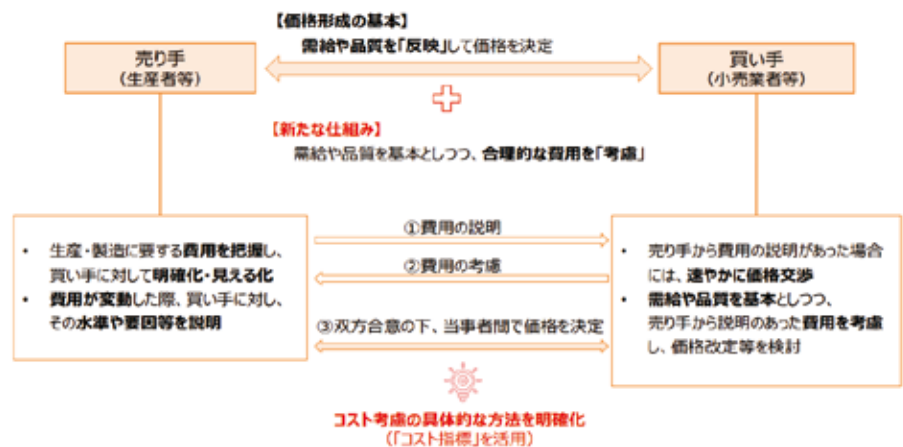 【価格形成の基本】
需給や品質を「反映」して価格を決定
売り手
(生産者等)
買い手
(小売業者等)
【新たな仕組み】
需給や品質を基本としつつ、合理的な費用を「考慮」
• 生産・製造に要する費用を把握し、
買い手に対して明確化・見える化
• 費用が変動した際、買い手に対し、
その水準や要因等を説明
①費用の説明
②費用の考慮
③双方合意の下、当事者間で価格を決定
• 売り手から費用の説明があった場合
には、速やかに価格交渉
• 需給や品質を基本としつつ、
売り手から説明のあった費用を考慮
し、価格改定等を検討
コスト考慮の具体的な方法を明確化
(「コスト指標」を活用)